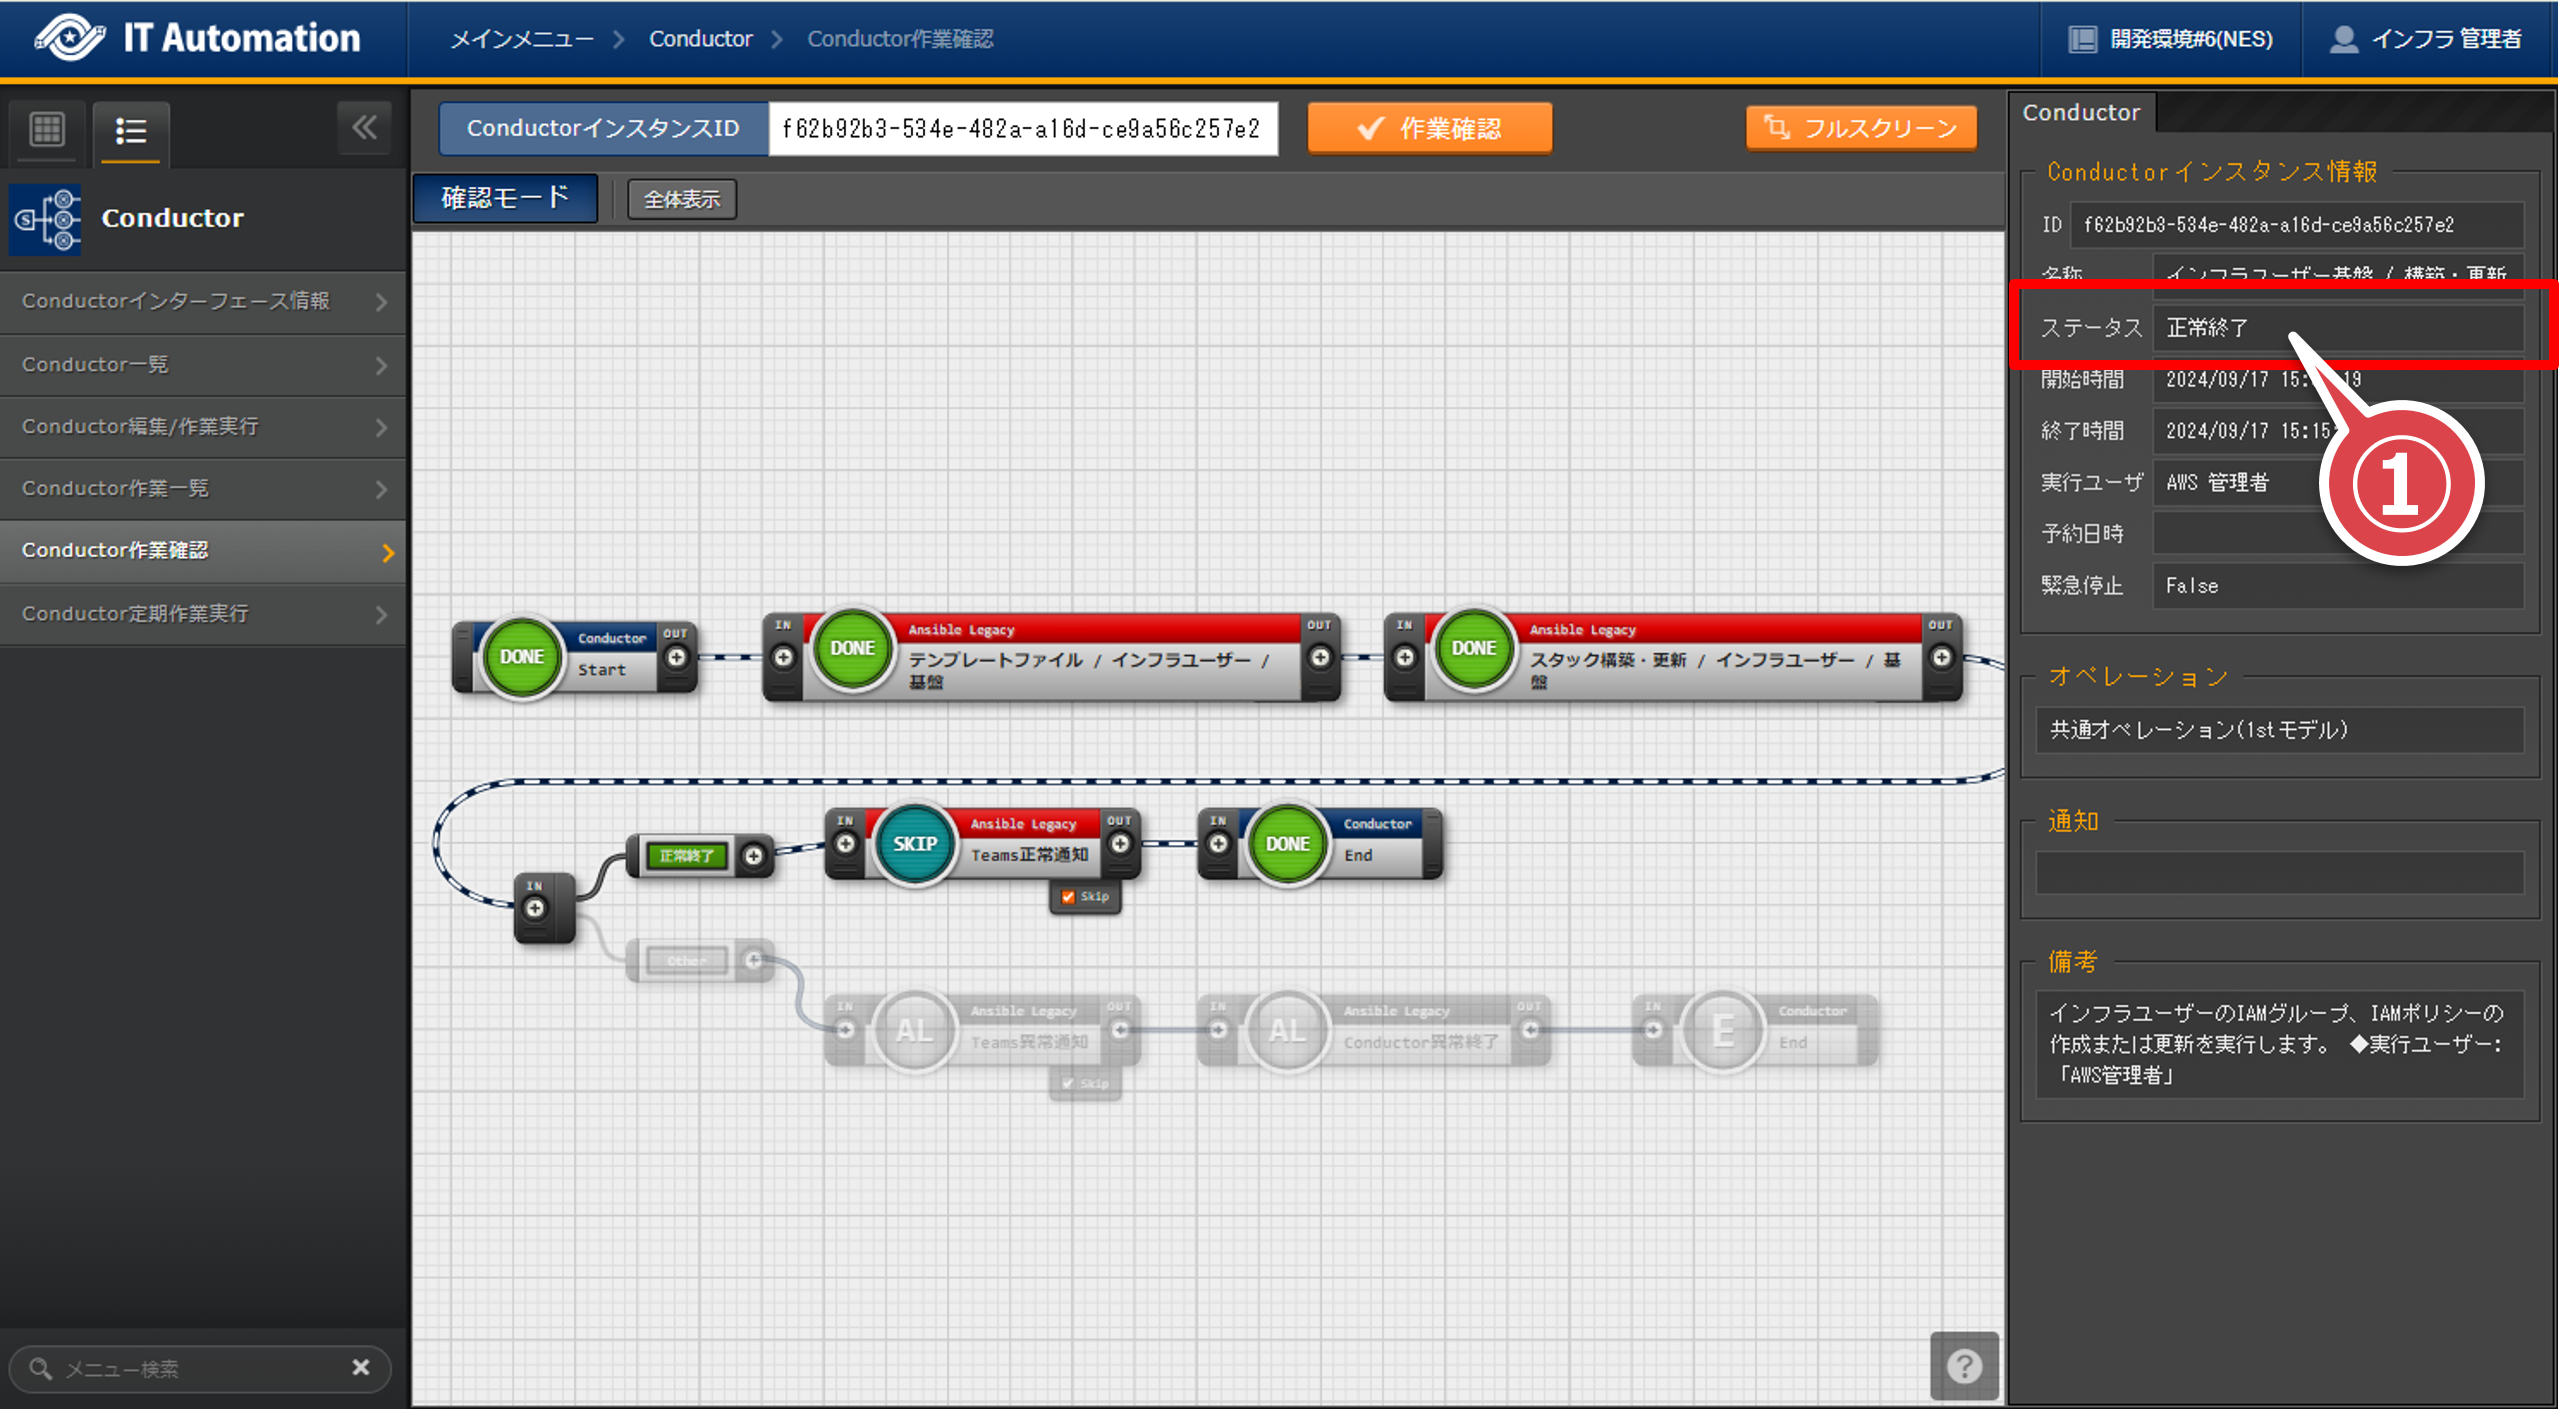 IT Automation
メインメニュー > Conductor > Conductor作業確認
開発環境#6(NES)
インフラ 管理者
ConductorインスタンスID
f62b92b3-534e-482a-a16d-ce9a56c257e2
作業確認
フルスクリーン
確認モード
全体表示
Conductor
Conductorインターフェース情報
Conductor一覧
Conductor編集/作業実行
Conductor作業一覧
Conductor作業確認
Conductor定期作業実行
メニュー検索
DONE
Conductor
Start
OUT
IN
DONE
Ansible Legacy
テンプレートファイル / インフラユーザー /
基盤
OUT
IN
DONE
Ansible Legacy
スタック構築・更新 / インフラユーザー / 基
盤
OUT
IN
正常終了
IN
SKIP
Ansible Legacy
Teams正常通知
OUT
Skip
IN
DONE
Conductor
End
Other
IN
AL
Ansible Legacy
Teams異常通知
OUT
Skip
IN
AL
Ansible Legacy
Conductor異常終了
OUT
IN
E
Conductor
End
?
Conductor
Conductorインスタンス情報
ID f62b92b3-534e-482a-a16d-ce9a56c257e2
名称 インフラユーザー基盤 / 構築・更新
ステータス 正常終了
開始時間 2024/09/17 15: 19
終了時間 2024/09/17 15:15
実行ユーザ AWS 管理者
予約日時
緊急停止 False
1
オペレーション
共通オペレーション(1stモデル)
通知
備考
インフラユーザーのIAMグループ、IAMポリシーの
作成または更新を実行します。 ◆実行ユーザー:
「AWS管理者」